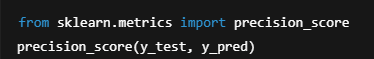 from sklearn.metrics import precision_score
precision_score(y_test, y_pred)